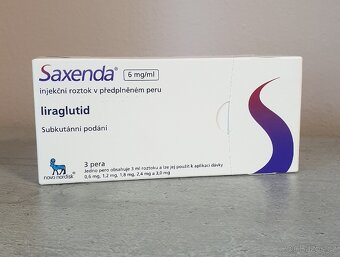 Saxenda® 6 mg/ml
injekční roztok v předplněném peru
liraglutid
Subkutánní podání
3 pera
Jedno pero obsahuje 3 ml roztoku a lze jej použít k aplikaci dávky
0,6 mg, 1,2 mg, 1,8 mg, 2,4 mg a 3,0 mg
novo nordisk®